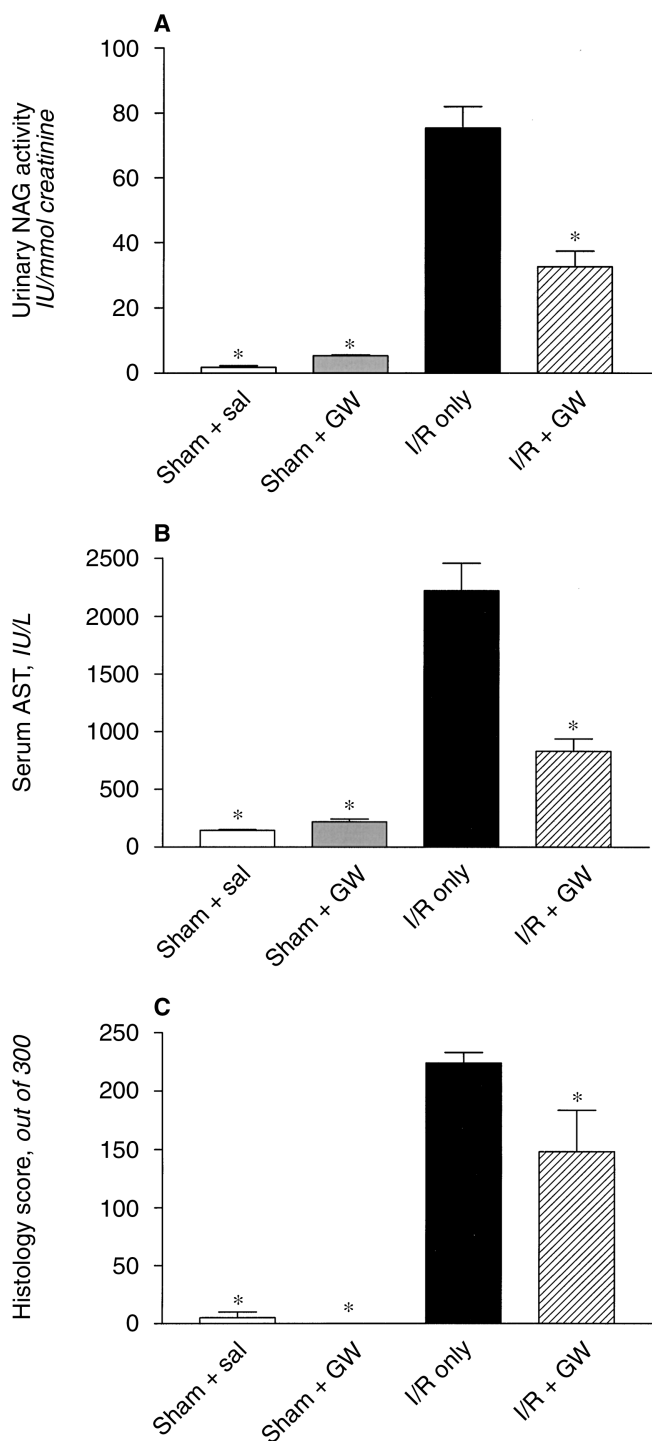 A
Urinary NAG activity
IU/mmol creatinine
100
80
60
40
20
0
*
*
*
Sham + sal
Sham + GW
I/R only
I/R + GW
B
Serum AST, IU/L
2500
2000
1500
1000
500
0
*
*
*
Sham + sal
Sham + GW
I/R only
I/R + GW
C
Histology score, out of 300
250
200
150
100
50
0
*
*
*
Sham + sal
Sham + GW
I/R only
I/R + GW